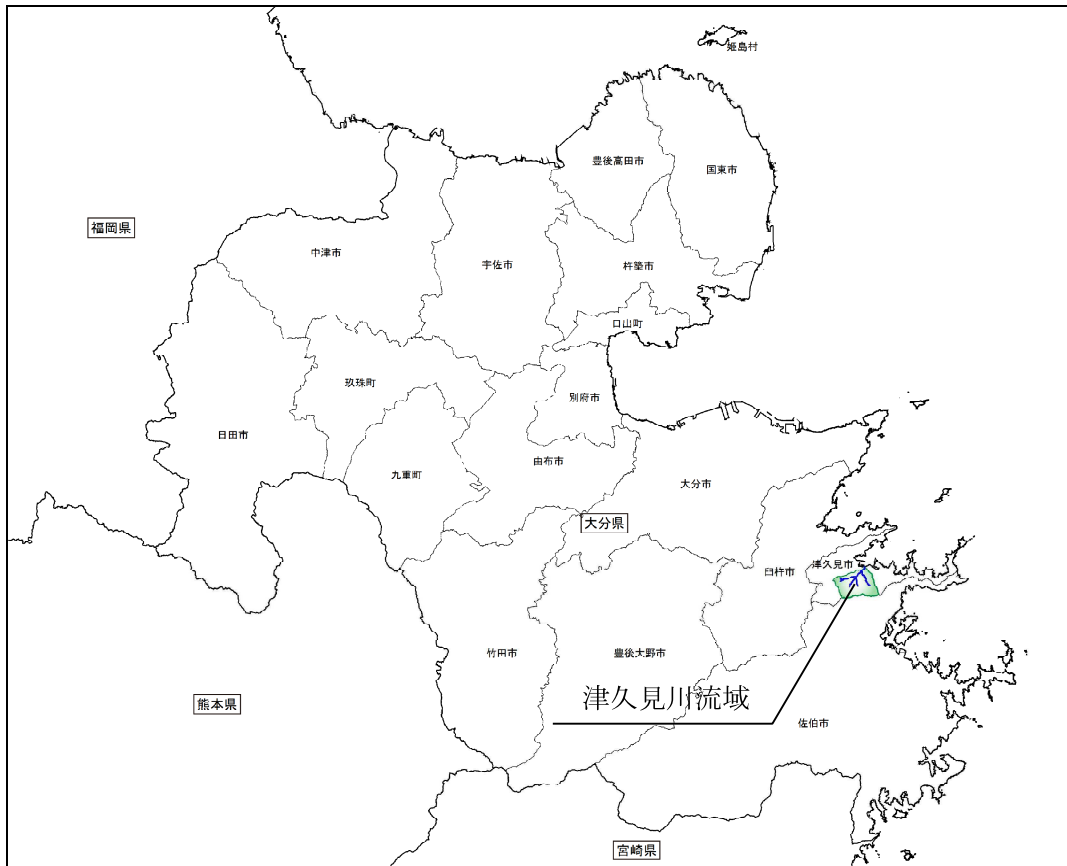 姫島村
豊後高田市
国東市
福岡県
中津市
宇佐市
杵築市
口山町
玖珠町
別府市
日田市
由布市
九重町
大分市
大分県
津久見市
臼杵市
竹田市
豊後大野市
津久見川流域
熊本県
佐伯市
宮崎県